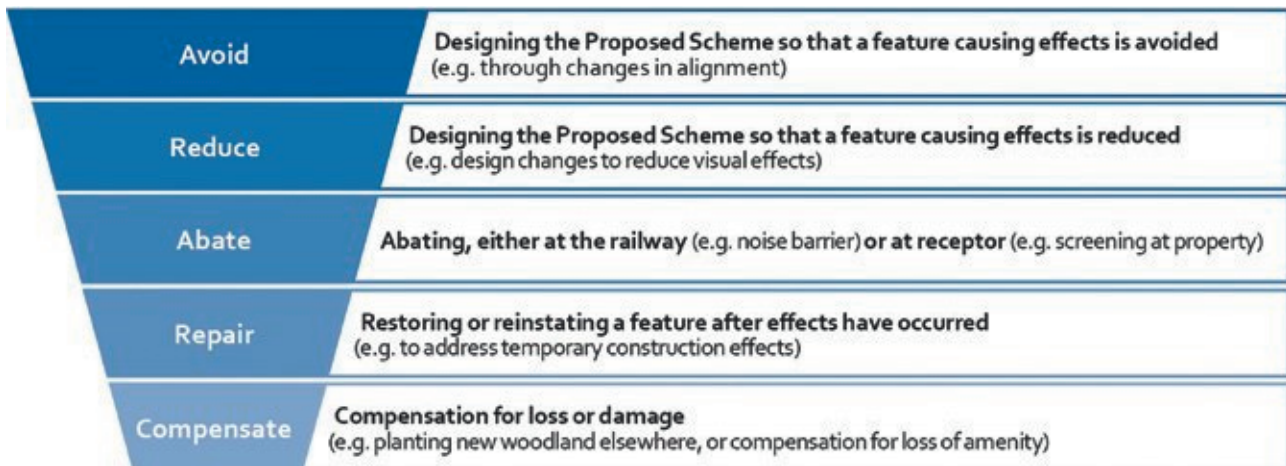 Avoid
Designing the Proposed Scheme so that a feature causing effects is avoided
(e.g. through changes in alignment)
Reduce
Designing the Proposed Scheme so that a feature causing effects is reduced
(e.g. design changes to reduce visual effects)
Abate
Abating, either at the railway (e.g. noise barrier) or at receptor (e.g. screening at property)
Repair
Restoring or reinstating a feature after effects have occurred
(e.g. to address temporary construction effects)
Compensate
Compensation for loss or damage
(e.g. planting new woodland elsewhere, or compensation for loss of amenity)